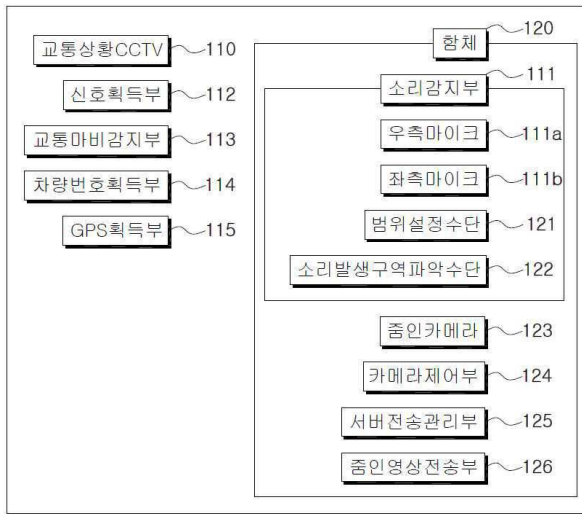 교통상황CCTV 110
신호획득부 112
교통마비감지부 113
차량번호획득부 114
GPS획득부 115
함체 120
소리감지부 111
우측마이크 111a
좌측마이크 111b
범위설정수단 121
소리발생구역파악수단 122
줌인카메라 123
카메라제어부 124
서버전송관리부 125
줌인영상전송부 126